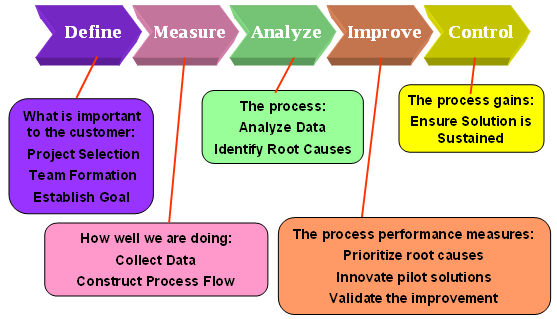 Define
Measure
Analyze
Improve
Control
What is important
to the customer:
Project Selection
Team Formation
Establish Goal
The process:
Analyze Data
Identify Root Causes
The process gains:
Ensure Solution is
Sustained
How well we are doing:
Collect Data
Construct Process Flow
The process performance measures:
Prioritize root causes
Innovate pilot solutions
Validate the improvement